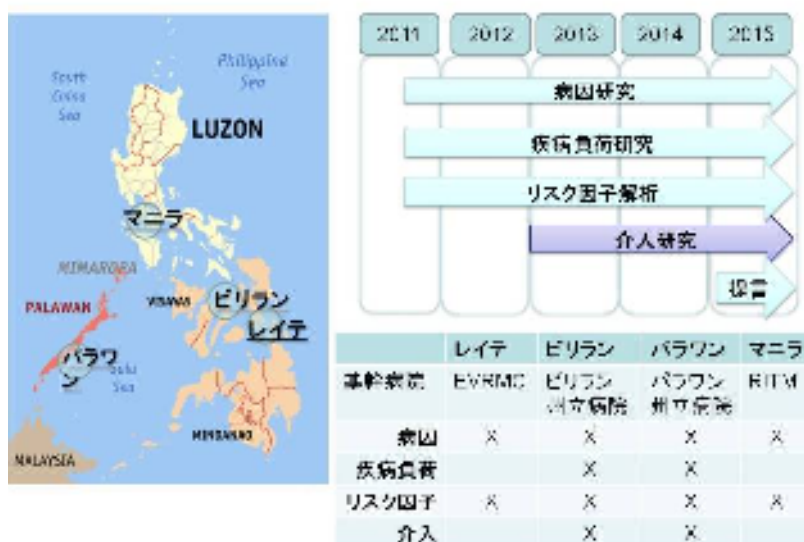 Philippine
Sea
South
China
Sea
LUZON
マニラ
MIMAROPA
PALAWAN
VISAYAS
ビリラン
レイテ
パラワ
ン
Sulu
Sea
MINDANAO
MALAYSIA
2011 2012 2013 2014 2015
病因研究
疾病負荷研究
リスク因子解析
介入研究
提言
レイテ ビリラン パラワン マニラ
基幹病院 EVRMC ビリラン パラワン RITM
州立病院 州立病院
病因 X X X X
疾病負荷 X X
リスク因子 X X X X
介入 X X